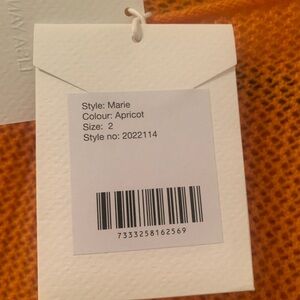 Style: Marie
Colour: Apricot
Size: 2
Style no: 2022114
7333258162569